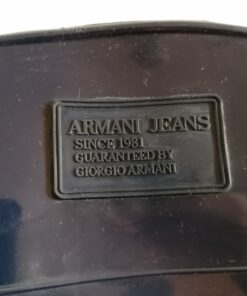 ARMANI JEANS
SINCE 1981
GUARANTEED BY
GIORGIO ARMANI